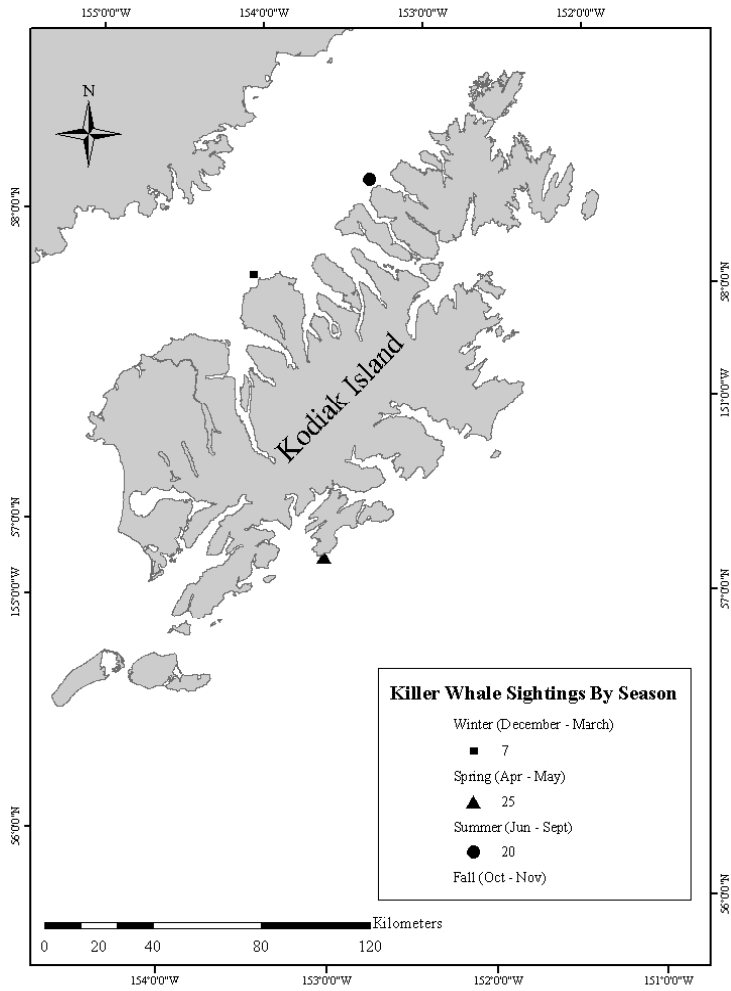 155°0'0"W 154°0'0"W 153°0'0"W 152°0'0"W
N
58°0'0"N
58°0'0"N
151°0'0"W
Kodiak Island
57°0'0"N
155°0'0"W
57°0'0"N
Killer Whale Sightings By Season
Winter (December - March)
7
Spring (Apr - May)
25
Summer (Jun - Sept)
20
Fall (Oct - Nov)
56°0'0"N
56°0'0"N
Kilometers
0 20 40 80 120
154°0'0"W 153°0'0"W 152°0'0"W 151°0'0"W